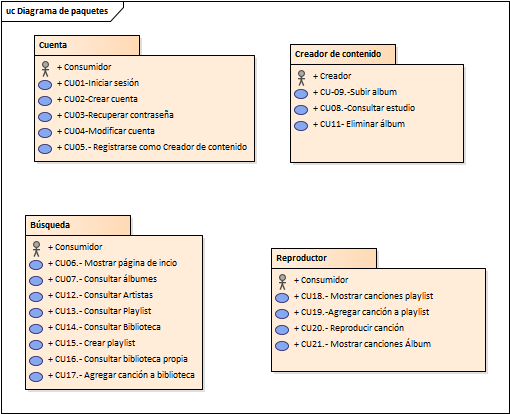 uc Diagrama de paquetes
Cuenta
+ Consumidor
+ CU01-Iniciar sesión
+ CU02-Crear cuenta
+ CU03-Recuperar contraseña
+ CU04-Modificar cuenta
+ CU05.- Registrarse como Creador de contenido
Creador de contenido
+ Creador
+ CU-09.-Subir album
+ CU08.-Consultar estudio
+ CU11- Eliminar álbum
Búsqueda
+ Consumidor
+ CU06.- Mostrar página de incio
+ CU07.- Consultar álbumes
+ CU12.- Consultar Artistas
+ CU13.- Consultar Playlist
+ CU14.- Consultar Biblioteca
+ CU15.- Crear playlist
+ CU16.- Consultar biblioteca propia
+ CU17.- Agregar canción a biblioteca
Reproductor
+ Consumidor
+ CU18.- Mostrar canciones playlist
+ CU19.-Agregar canción a playlist
+ CU20.- Reproducir canción
+ CU21.- Mostrar canciones Álbum